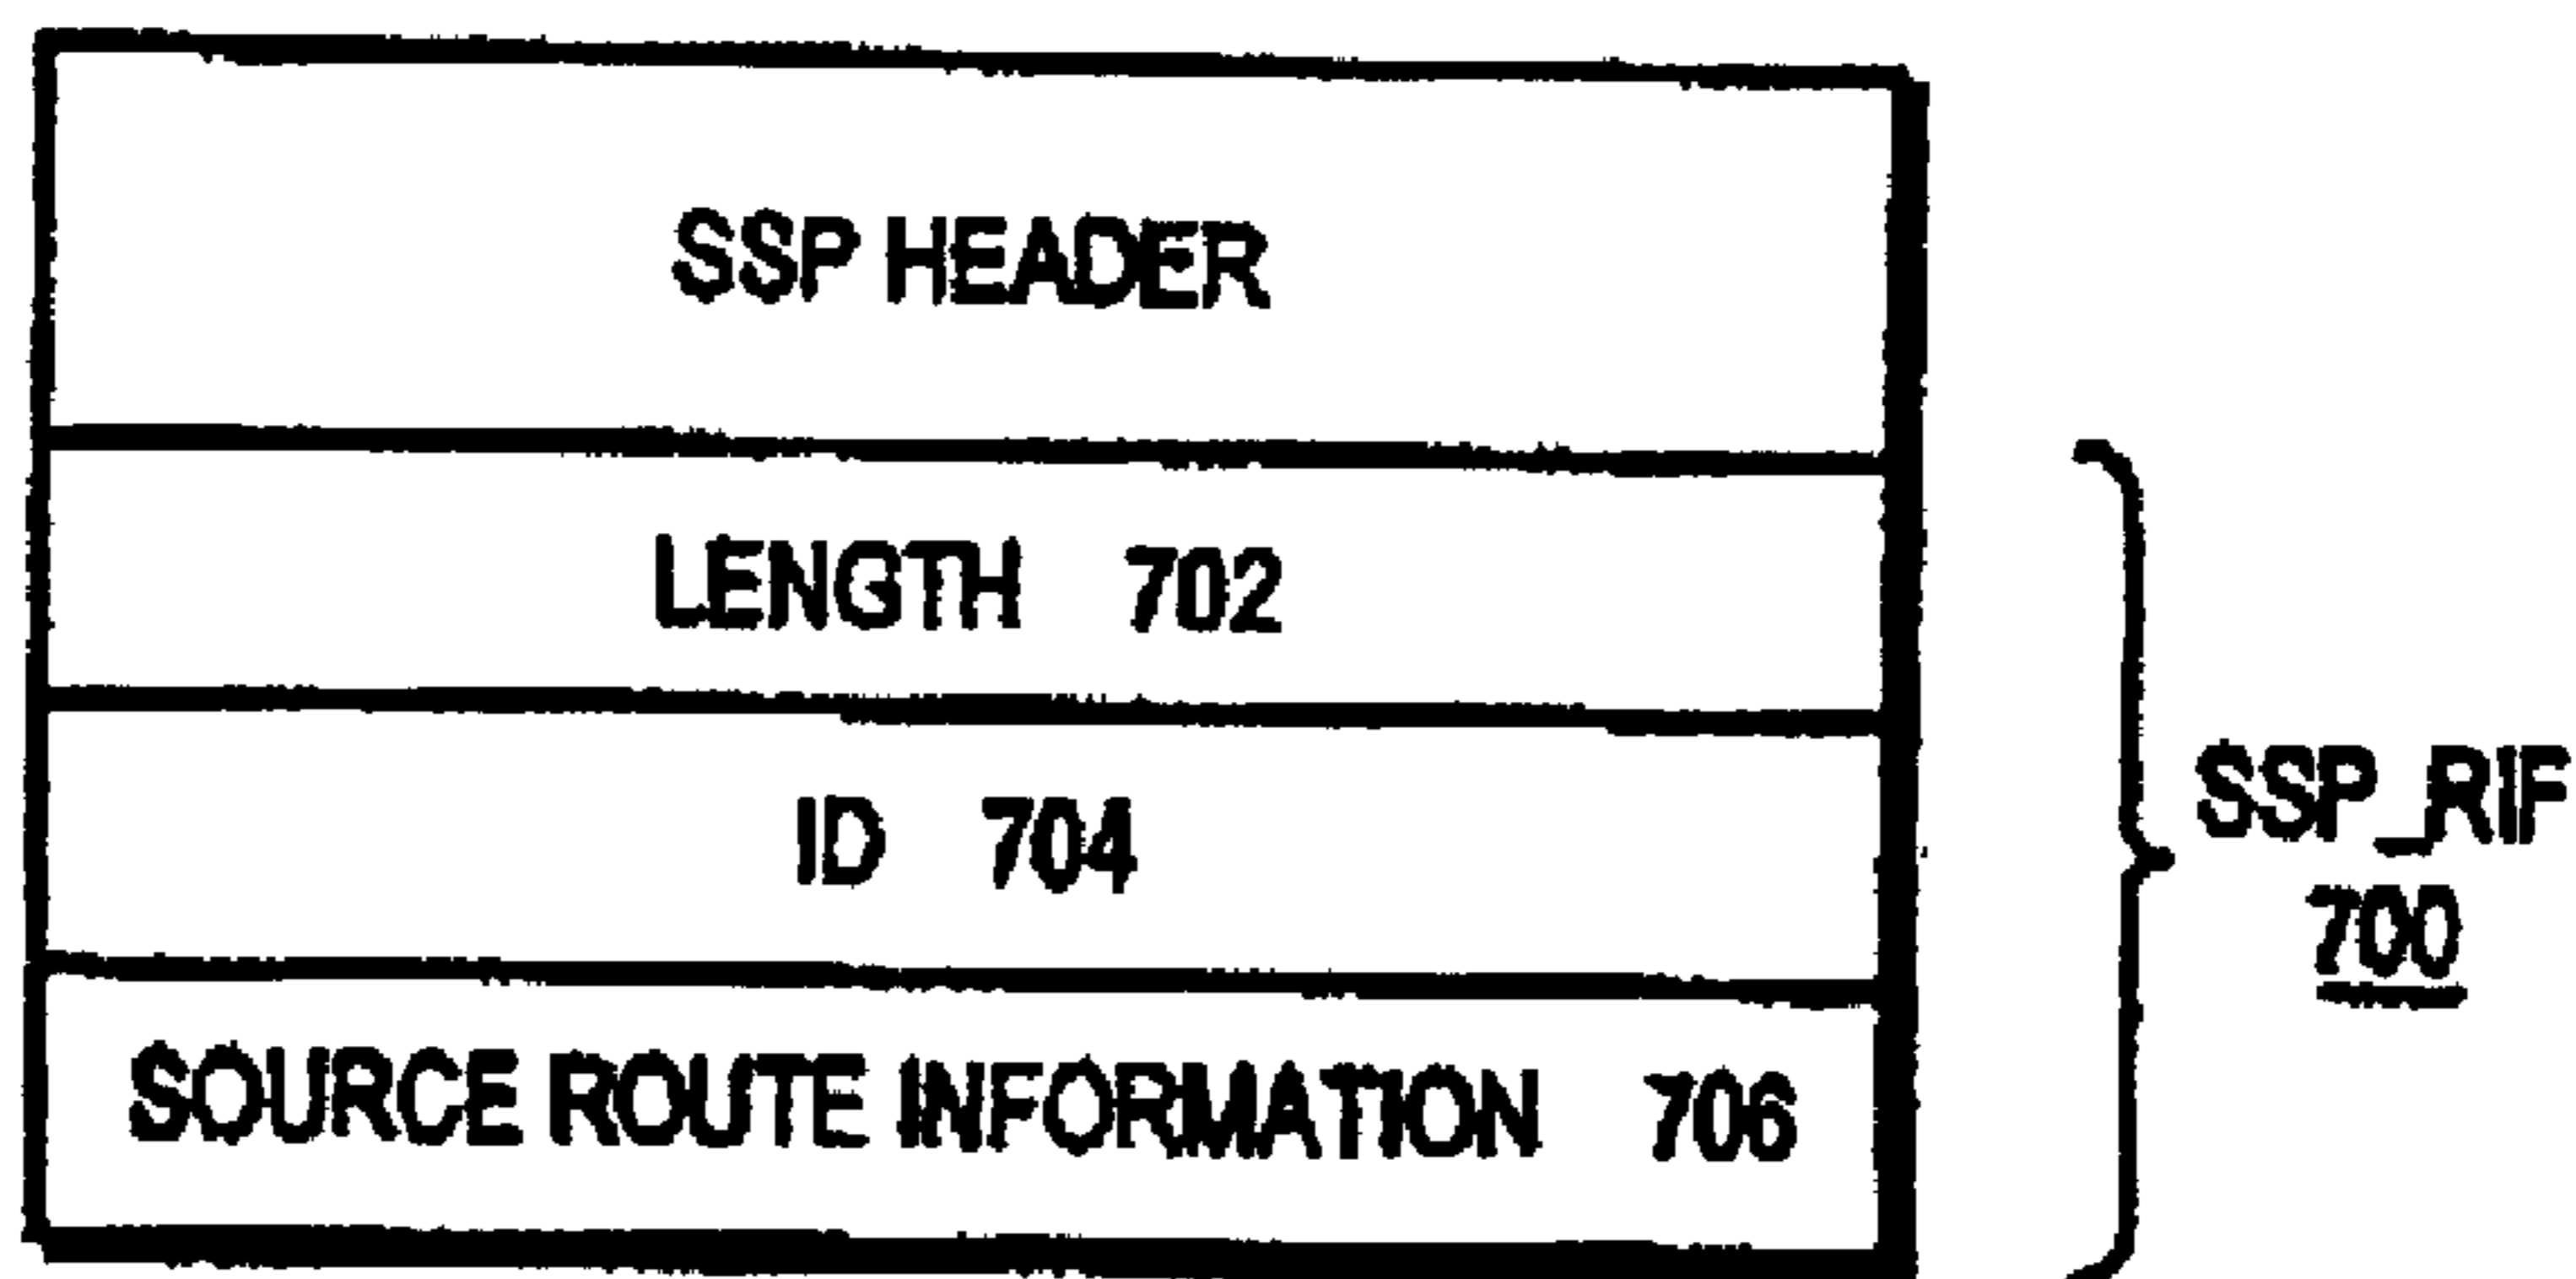 SSP HEADER
LENGTH 702
ID 704
SOURCE ROUTE INFORMATION 706
SSP_RIF
700